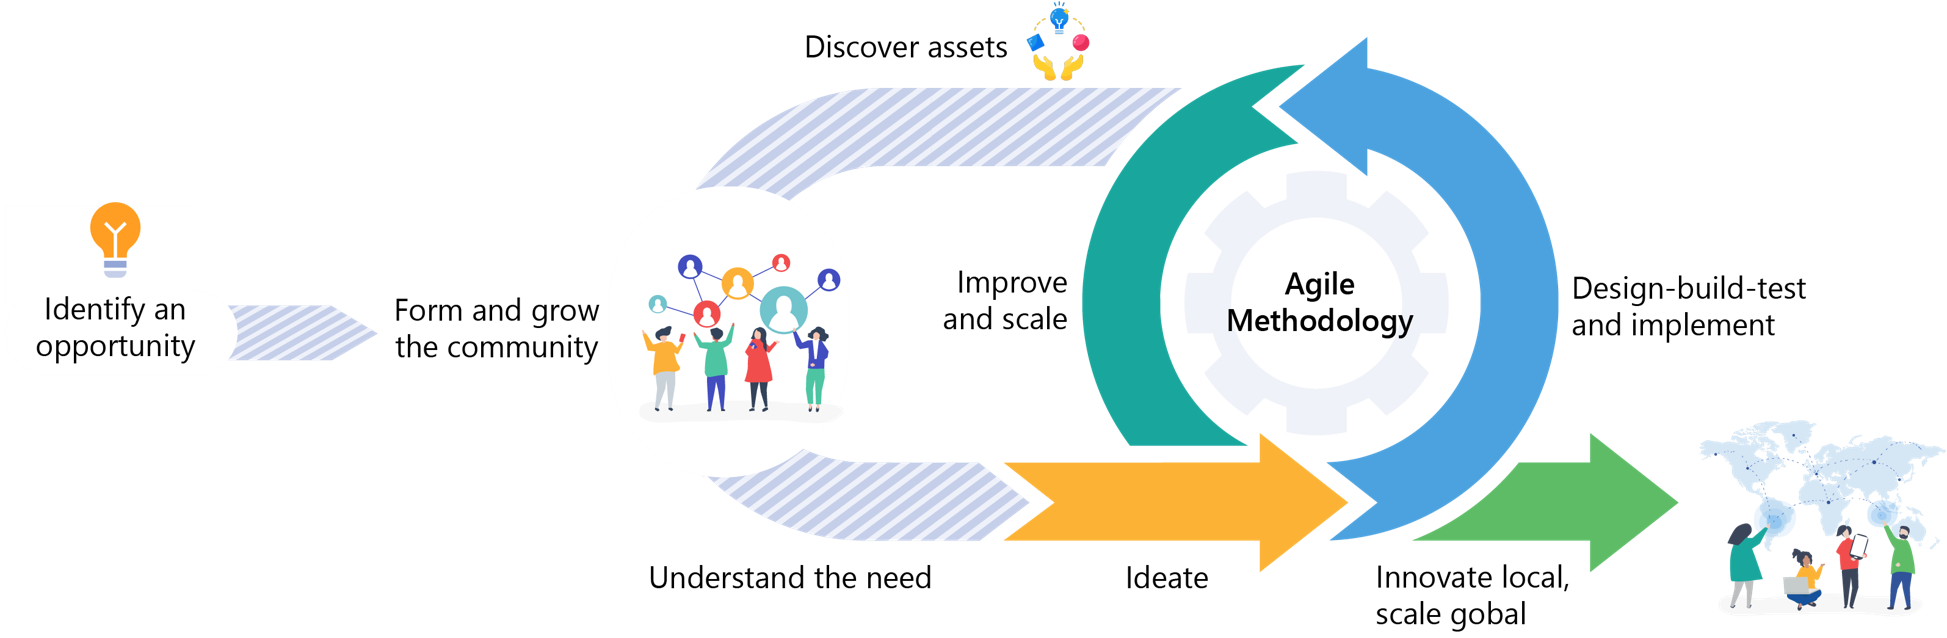 Discover assets
Identify an
opportunity
Form and grow
the community
Improve
and scale
Agile
Methodology
Design-build-test
and implement
Understand the need
Ideate
Innovate local,
scale gobal